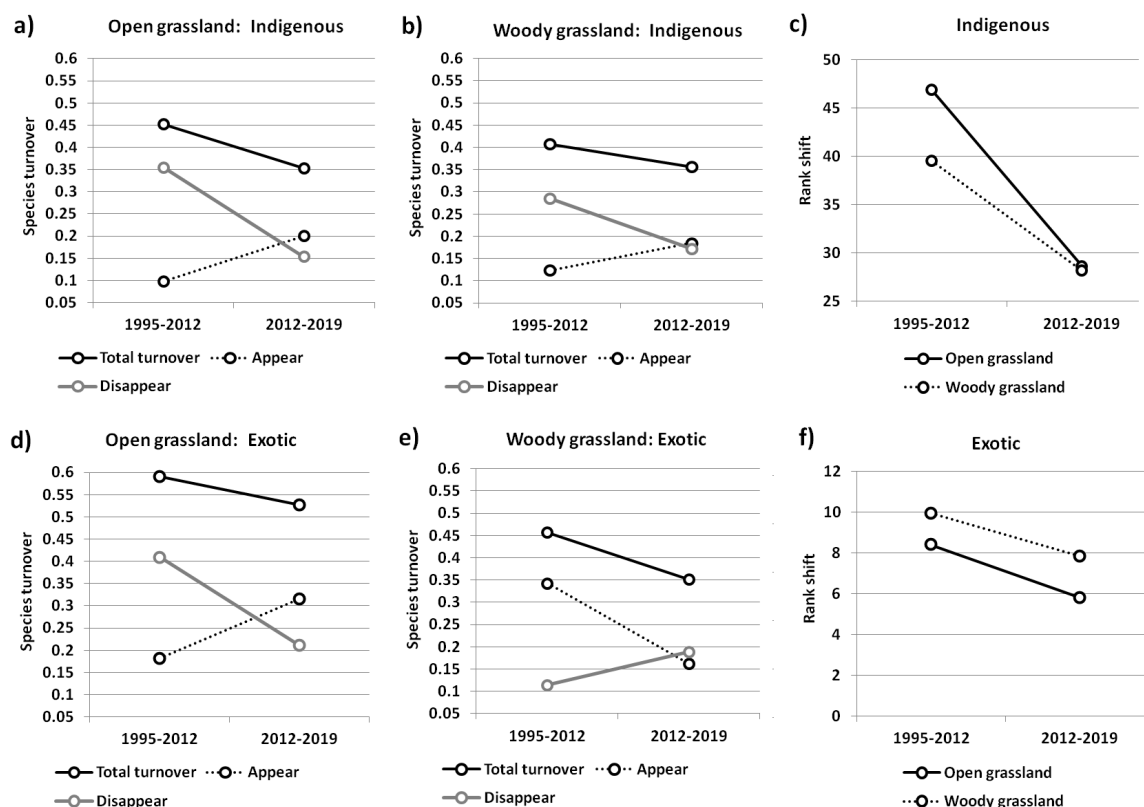 a)
Open grassland: Indigenous
Species turnover
0.6
0.55
0.5
0.45
0.4
0.35
0.3
0.25
0.2
0.15
0.1
0.05
1995-2012 2012-2019
Total turnover Appear
Disappear
b)
Woody grassland: Indigenous
Species turnover
0.6
0.55
0.5
0.45
0.4
0.35
0.3
0.25
0.2
0.15
0.1
0.05
1995-2012 2012-2019
Total turnover Appear
Disappear
c)
Indigenous
Rank shift
50
45
40
35
30
25
1995-2012 2012-2019
Open grassland
Woody grassland
d)
Open grassland: Exotic
Species turnover
0.6
0.55
0.5
0.45
0.4
0.35
0.3
0.25
0.2
0.15
0.1
0.05
1995-2012 2012-2019
Total turnover Appear
Disappear
e)
Woody grassland: Exotic
Species turnover
0.6
0.55
0.5
0.45
0.4
0.35
0.3
0.25
0.2
0.15
0.1
0.05
1995-2012 2012-2019
Total turnover Appear
Disappear
f)
Exotic
Rank shift
12
10
8
6
4
2
0
1995-2012 2012-2019
Open grassland
Woody grassland